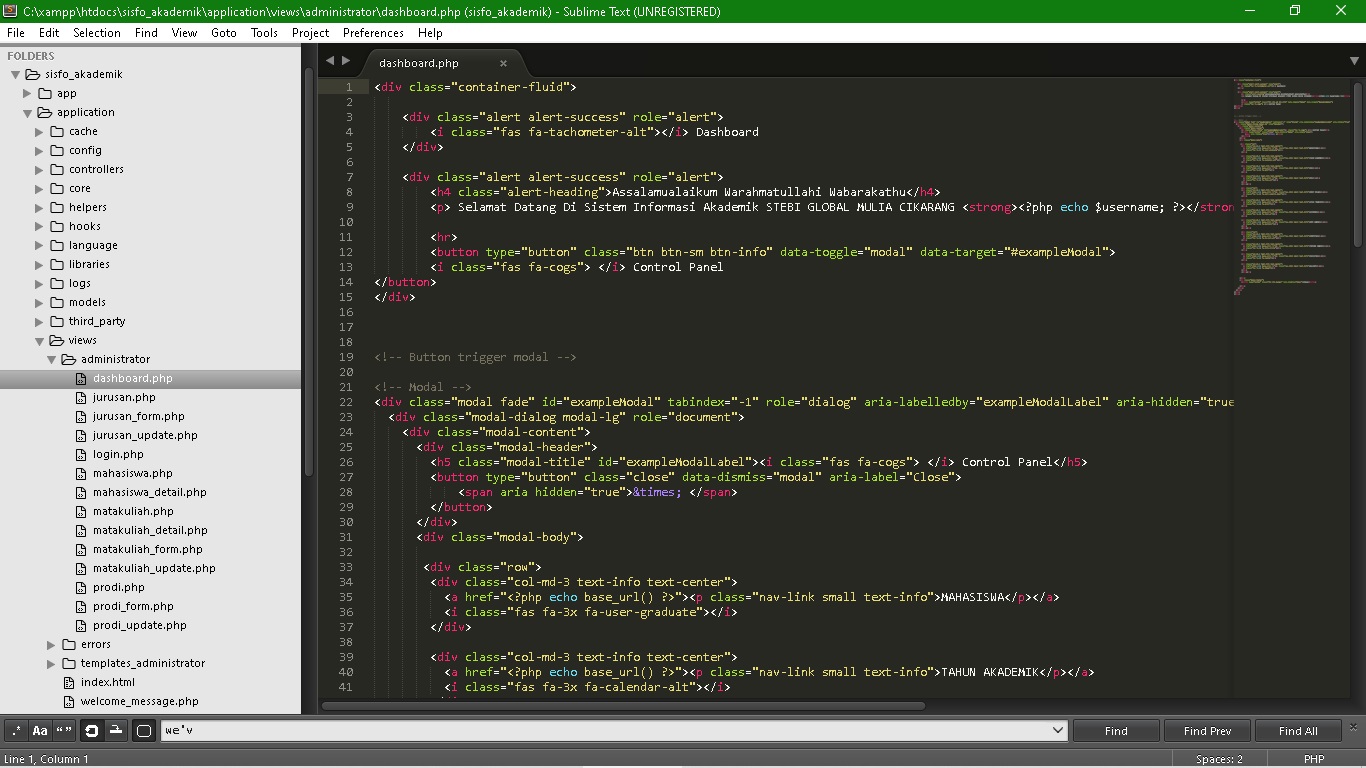 C:\xampp\htdocs\sisfo_akademik\application\views\administrator\dashboard.php (sisfo_akademik) - Sublime Text (UNREGISTERED)
File Edit Selection Find View Goto Tools Project Preferences Help
FOLDERS
sisfo_akademik
app
application
cache
config
controllers
core
helpers
hooks
language
libraries
logs
models
third_party
views
administrator
dashboard.php
jurusan.php
jurusan_form.php
jurusan_update.php
login.php
mahasiswa.php
mahasiswa_detail.php
matakuliah.php
matakuliah_detail.php
matakuliah_form.php
matakuliah_update.php
prodi.php
prodi_form.php
prodi_update.php
errors
templates_administrator
index.html
welcome_message.php
dashboard.php
1 <div class="container-fluid">
2
3 <div class="alert alert-success" role="alert">
4 <i class="fas fa-tachometer-alt"></i> Dashboard
5 </div>
6
7 <div class="alert alert-success" role="alert">
8 <h4 class="alert-heading">Assalamualaikum Warahmatullahi Wabarakathu</h4>
9 <p> Selamat Datang Di Sistem Informasi Akademik STEBI GLOBAL MULIA CIKARANG <strong><?php echo $username; ?></stron
10
11 <hr>
12 <button type="button" class="btn btn-sm btn-info" data-toggle="modal" data-target="#exampleModal">
13 <i class="fas fa-cogs"> </i> Control Panel
14 </button>
15 </div>
16
17
18
19 <!-- Button trigger modal -->
20
21 <!-- Modal -->
22 <div class="modal fade" id="exampleModal" tabindex="-1" role="dialog" aria-labelledby="exampleModalLabel" aria-hidden="true
23 <div class="modal-dialog modal-lg" role="document">
24 <div class="modal-content">
25 <div class="modal-header">
26 <h5 class="modal-title" id="exampleModalLabel"><i class="fas fa-cogs"> </i> Control Panel</h5>
27 <button type="button" class="close" data-dismiss="modal" aria-label="Close">
28 <span aria hidden="true">&times; </span>
29 </button>
30 </div>
31 <div class="modal-body">
32
33 <div class="row">
34 <div class="col-md-3 text-info text-center">
35 <a href="<?php echo base_url() ?>"><p class="nav-link small text-info">MAHASISWA</p></a>
36 <i class="fas fa-3x fa-user-graduate"></i>
37 </div>
38
39 <div class="col-md-3 text-info text-center">
40 <a href="<?php echo base_url() ?>"><p class="nav-link small text-info">TAHUN AKADEMIK</p></a>
41 <i class="fas fa-3x fa-calendar-alt"></i>
.* Aa “” we'v Find Find Prev Find All
Line 1, Column 1 Spaces: 2 PHP